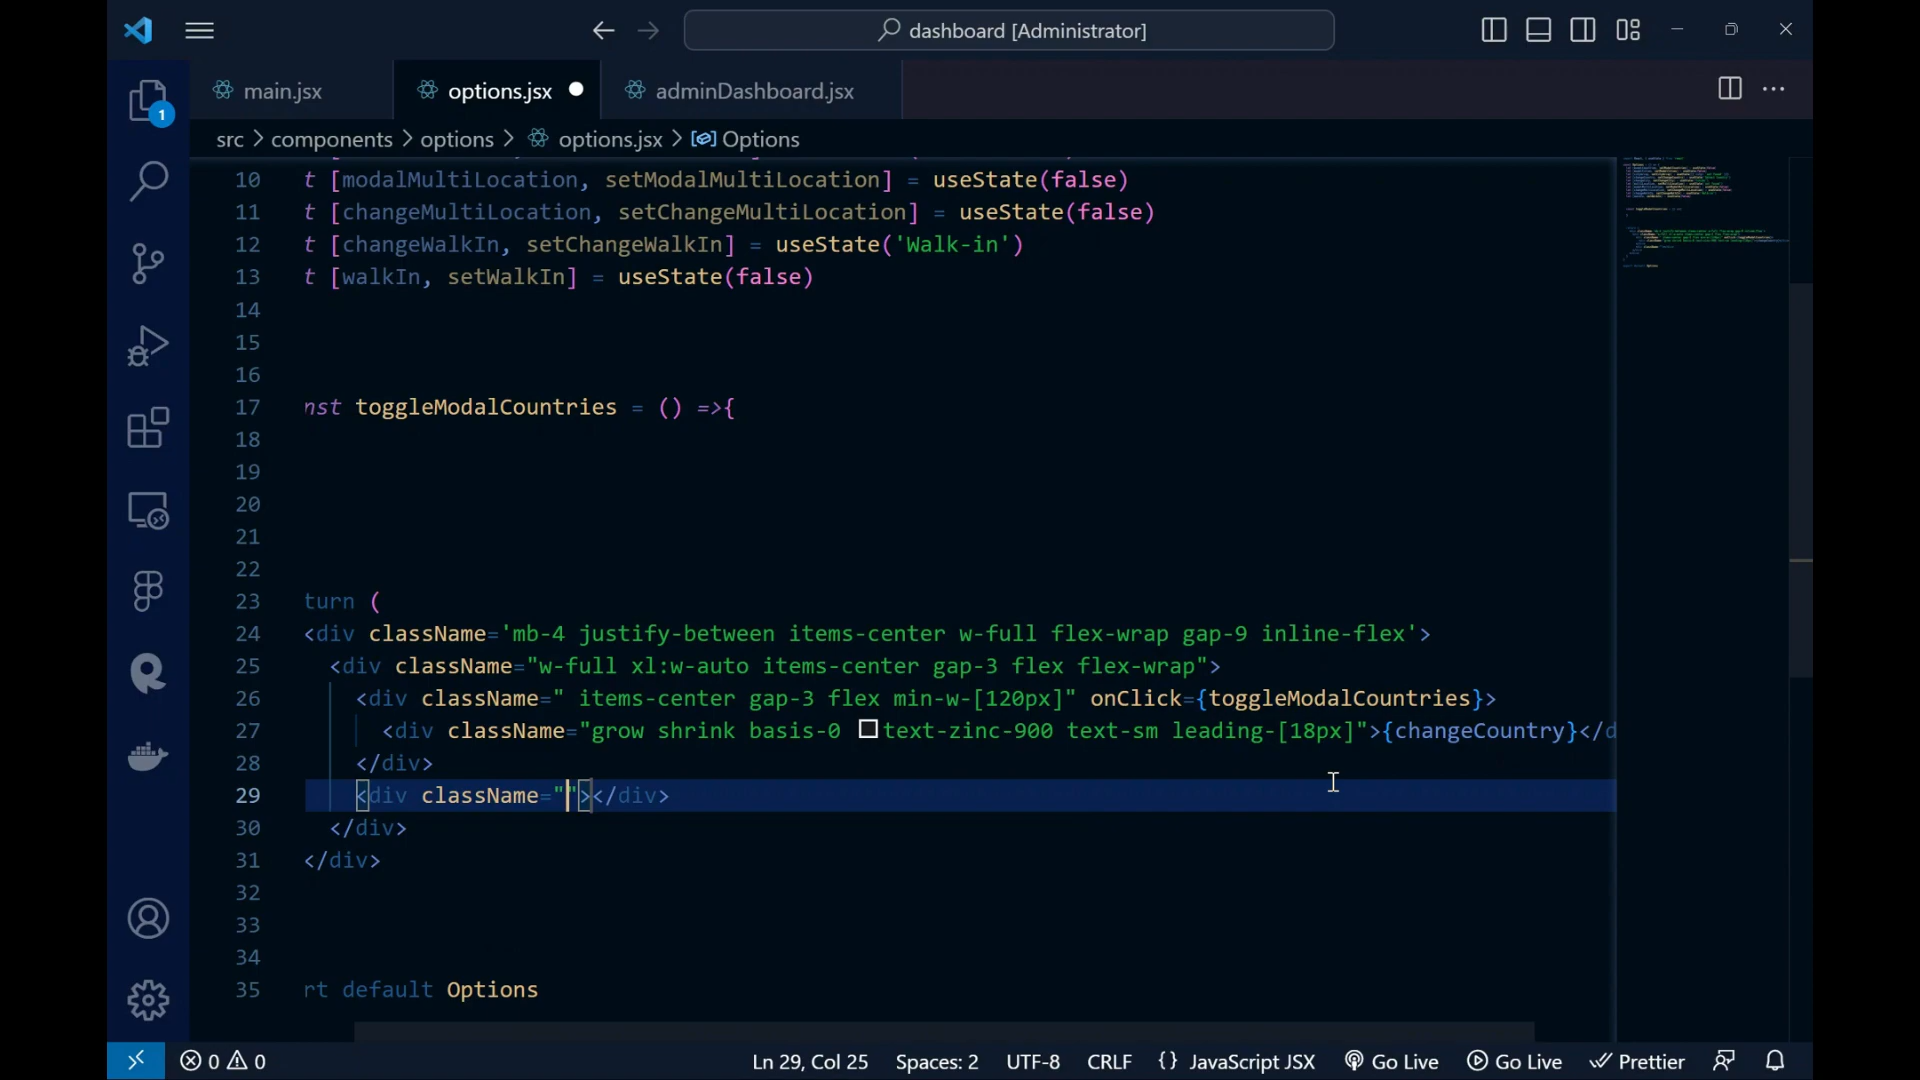 dashboard [Administrator]
main.jsx
options.jsx
adminDashboard.jsx
1
src > components > options > options.jsx > Options
10 t [modalMultiLocation, setModalMultiLocation] = useState(false)
11 t [changeMultiLocation, setChangeMultiLocation] = useState(false)
12 t [changeWalkIn, setChangeWalkIn] = useState('Walk-in')
13 t [walkIn, setWalkIn] = useState(false)
14
15
16
17 nst toggleModalCountries = () =>{
18
19
20
21
22
23 turn (
24 <div className='mb-4 justify-between items-center w-full flex-wrap gap-9 inline-flex'>
25 <div className="w-full xl:w-auto items-center gap-3 flex flex-wrap">
26 <div className=" items-center gap-3 flex min-w-[120px]" onClick={toggleModalCountries}>
27 <div className="grow shrink basis-0 text-zinc-900 text-sm leading-[18px]">{changeCountry}</d
28 </div>
29 <div className=""></div>
30 </div>
31 </div>
32
33
34
35 rt default Options
0 0
Ln 29, Col 25
Spaces: 2
UTF-8
CRLF
{} JavaScript JSX
Go Live
Go Live
Prettier